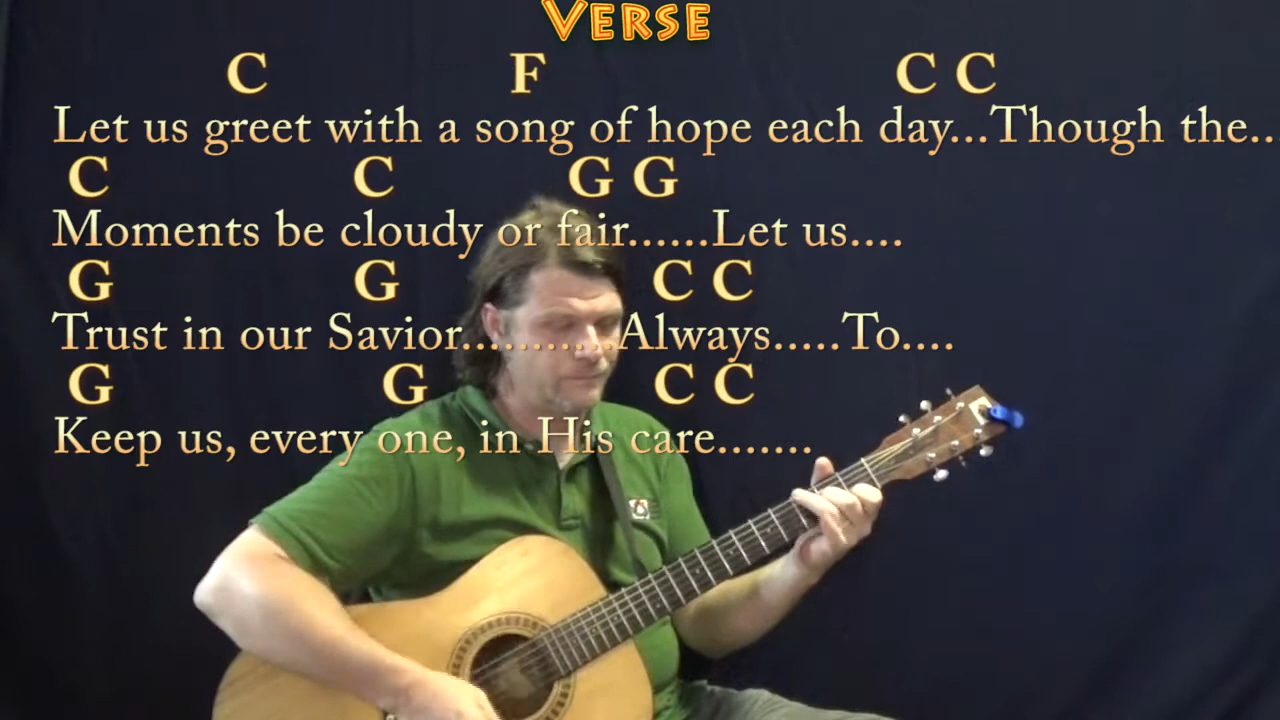 VERSE
C F C C
Let us greet with a song of hope each day...Though the..
C C G G
Moments be cloudy or fair......Let us....
G G C C
Trust in our Savior..........Always.....To....
G G C C
Keep us, every one, in His care.......